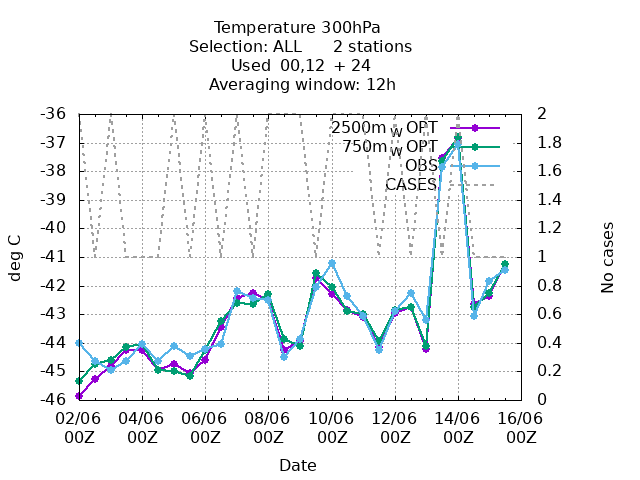 Temperature 300hPa
Selection: ALL 2 stations
Used 00,12 + 24
Averaging window: 12h
-36 2
2500m w OPT
-37 1.8
750m w OPT
-38 1.6
OBS
-39 1.4
CASES
-40 1.2
-41 1
-42 0.8
-43 0.6
-44 0.4
-45 0.2
-46 0
deg C
No cases
02/06 04/06 06/06 08/06 10/06 12/06 14/06 16/06
00Z 00Z 00Z 00Z 00Z 00Z 00Z 00Z
Date